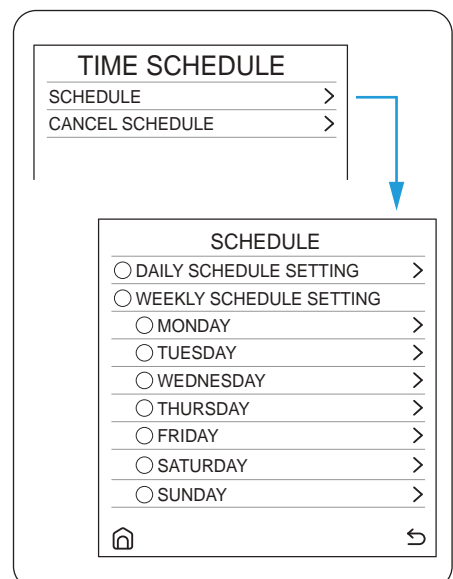 TIME SCHEDULE
SCHEDULE
CANCEL SCHEDULE
SCHEDULE
DAILY SCHEDULE SETTING
WEEKLY SCHEDULE SETTING
MONDAY
TUESDAY
WEDNESDAY
THURSDAY
FRIDAY
SATURDAY
SUNDAY